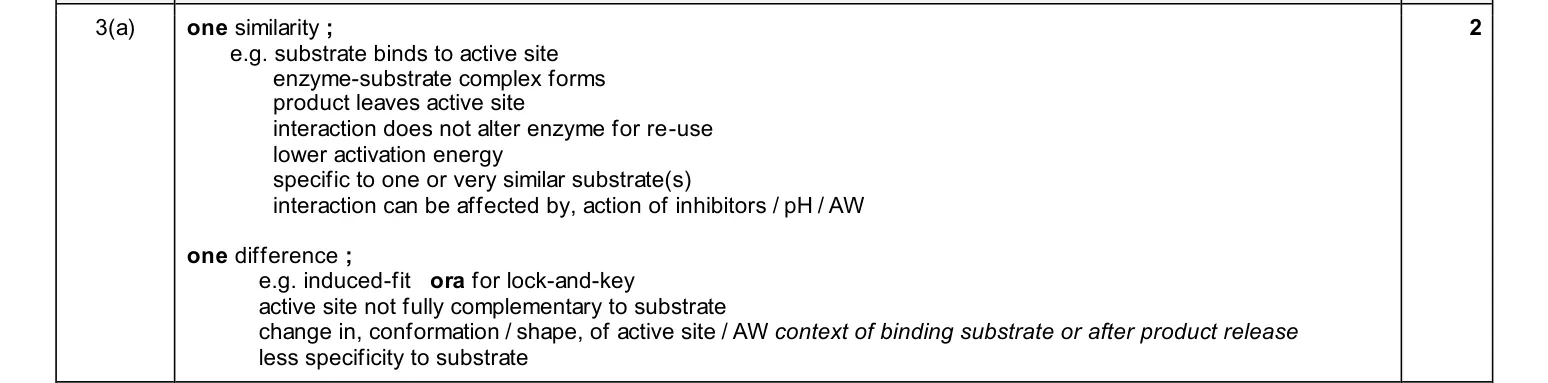 3(a)
one similarity ;
e.g. substrate binds to active site
enzyme-substrate complex forms
product leaves active site
interaction does not alter enzyme for re-use
lower activation energy
specific to one or very similar substrate(s)
interaction can be affected by, action of inhibitors / pH / AW
one difference ;
e.g. induced-fit ora for lock-and-key
active site not fully complementary to substrate
change in, conformation / shape, of active site / AW context of binding substrate or after product release
less specificity to substrate
2